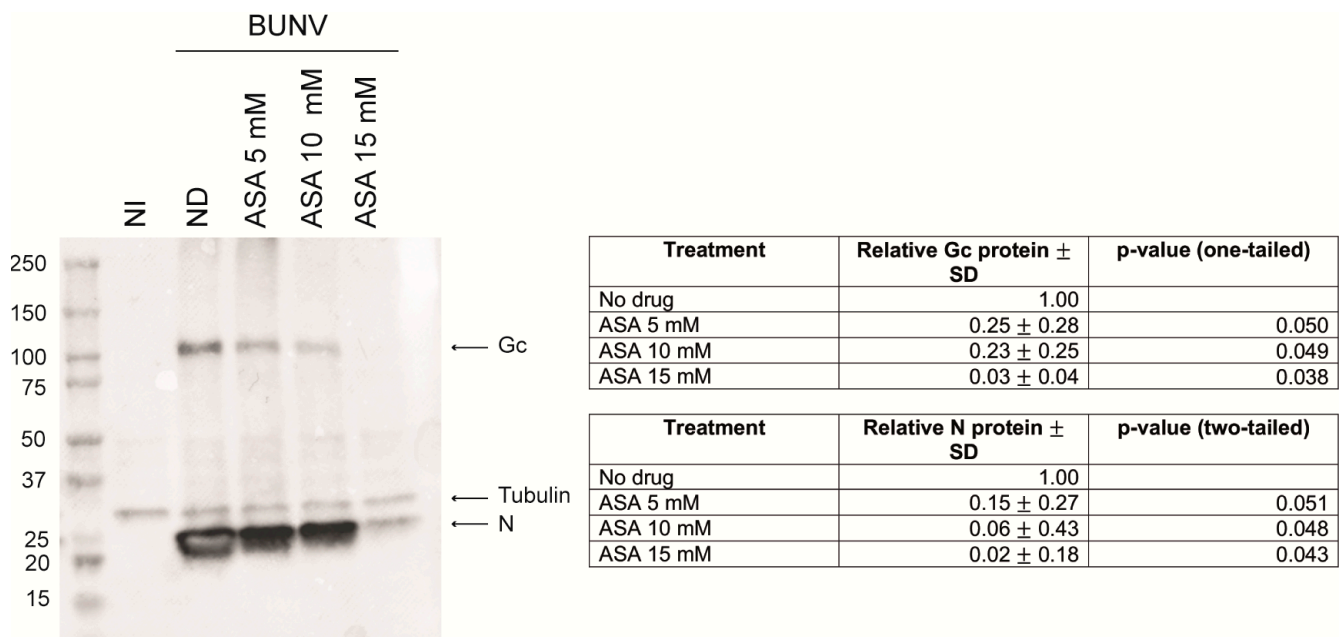 BUNV
NI
ND
ASA 5 mM
ASA 10 mM
ASA 15 mM
250
150
100
75
50
37
25
20
15
Gc
Tubulin
N
Treatment Relative Gc protein ± SD p-value (one-tailed)
No drug 1.00
ASA 5 mM 0.25 ± 0.28 0.050
ASA 10 mM 0.23 ± 0.25 0.049
ASA 15 mM 0.03 ± 0.04 0.038
Treatment Relative N protein ± SD p-value (two-tailed)
No drug 1.00
ASA 5 mM 0.15 ± 0.27 0.051
ASA 10 mM 0.06 ± 0.43 0.048
ASA 15 mM 0.02 ± 0.18 0.043